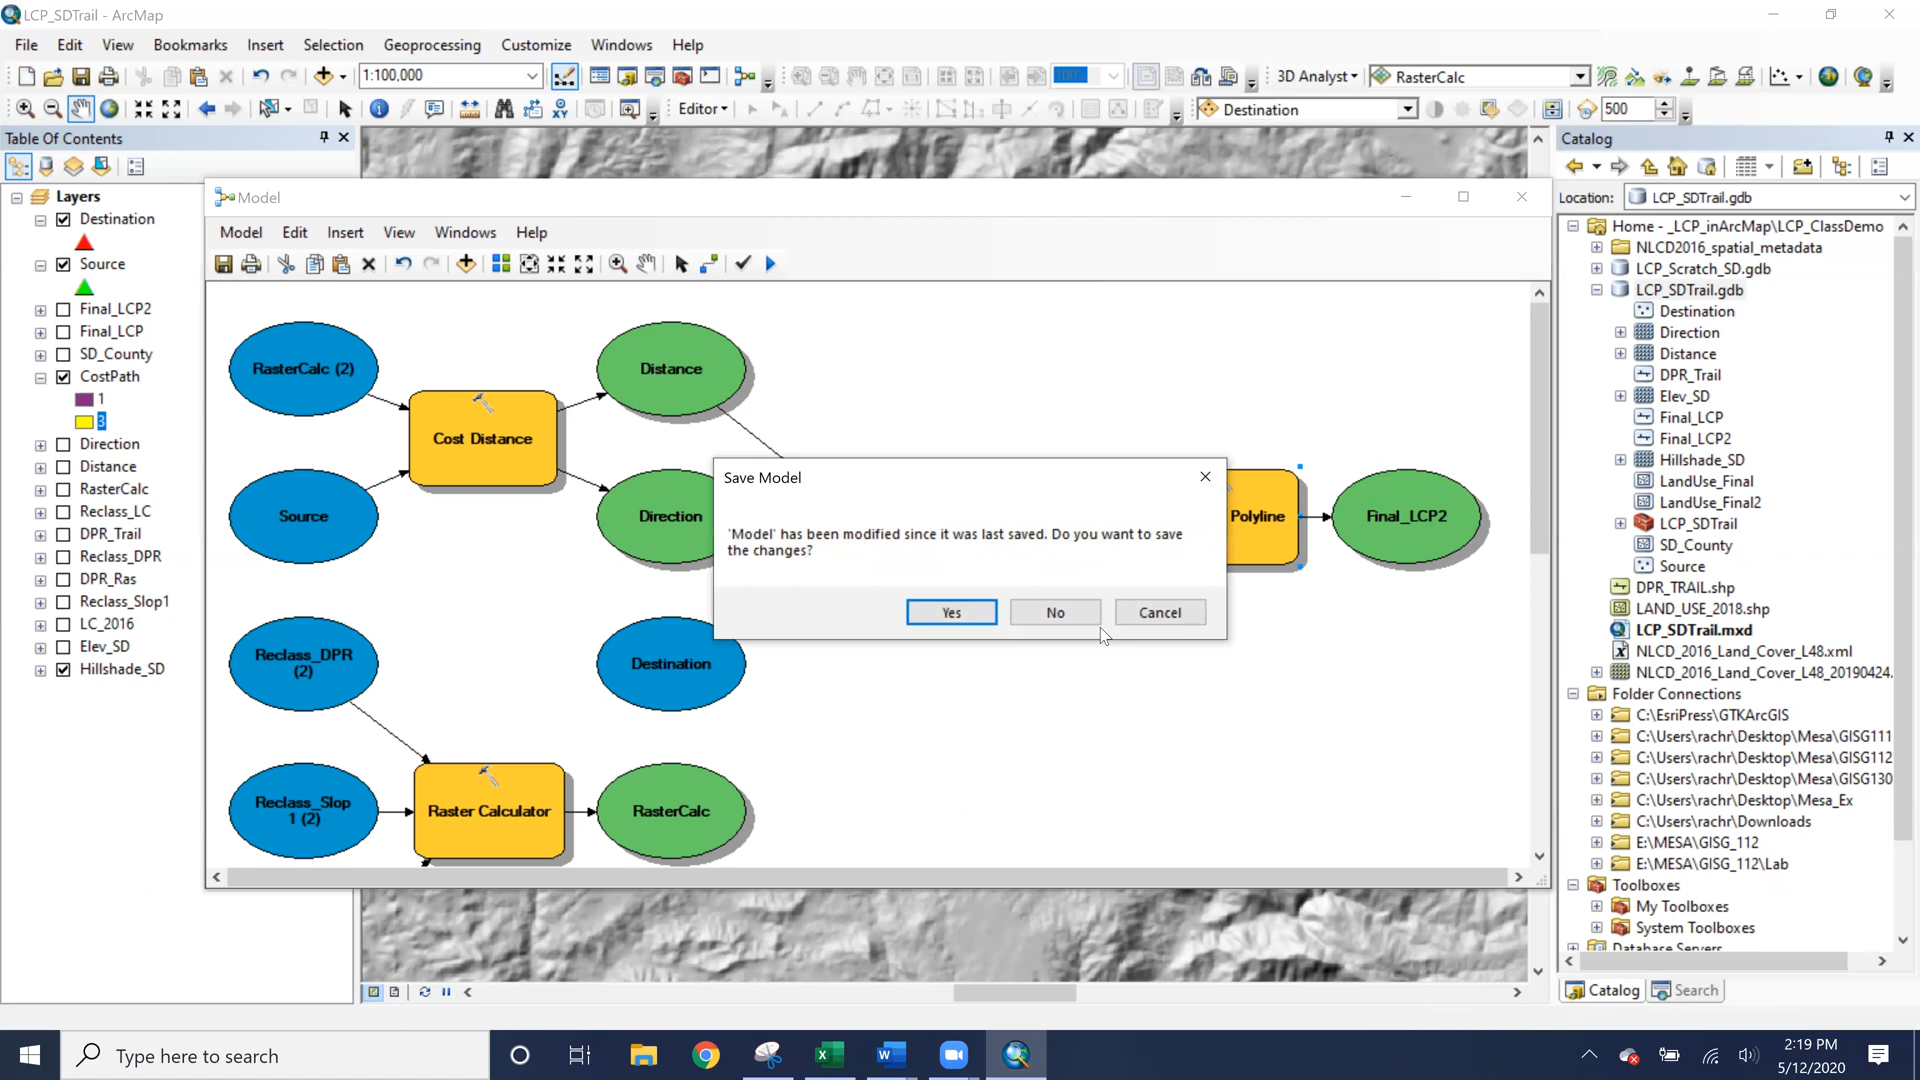 LCP_SDTrail - ArcMap
File Edit View Bookmarks Insert Selection Geoprocessing Customize Windows Help
1:100,000
3D Analyst
RasterCalc
Editor
Destination
500
Table Of Contents
Layers
Destination
Source
Final_LCP2
Final_LCP
SD_County
CostPath
1
3
Direction
Distance
RasterCalc
Reclass_LC
DPR_Trail
Reclass_DPR
DPR_Ras
Reclass_Slop1
LC_2016
Elev_SD
Hillshade_SD
Model
Model Edit Insert View Windows Help
RasterCalc (2)
Cost Distance
Distance
Source
Direction
Polyline
Final_LCP2
Reclass_DPR
(2)
Destination
Reclass_Slop
1 (2)
Raster Calculator
RasterCalc
Save Model
'Model' has been modified since it was last saved. Do you want to save
the changes?
Yes
No
Cancel
Catalog
Location: LCP_SDTrail.gdb
Home - _LCP_inArcMap\LCP_ClassDemo
NLCD2016_spatial_metadata
LCP_Scratch_SD.gdb
LCP_SDTrail.gdb
Destination
Direction
Distance
DPR_Trail
Elev_SD
Final_LCP
Final_LCP2
Hillshade_SD
LandUse_Final
LandUse_Final2
LCP_SDTrail
SD_County
Source
DPR_TRAIL.shp
LAND_USE_2018.shp
LCP_SDTrail.mxd
NLCD_2016_Land_Cover_L48.xml
NLCD_2016_Land_Cover_L48_20190424.
Folder Connections
C:\EsriPress\GTKArcGIS
C:\Users\rachr\Desktop\Mesa\GISG111
C:\Users\rachr\Desktop\Mesa\GISG112
C:\Users\rachr\Desktop\Mesa\GISG130
C:\Users\rachr\Desktop\Mesa_Ex
C:\Users\rachr\Downloads
E:\MESA\GISG_112
E:\MESA\GISG_112\Lab
Toolboxes
My Toolboxes
System Toolboxes
Database Servers
Catalog
Search
Type here to search
2:19 PM
5/12/2020